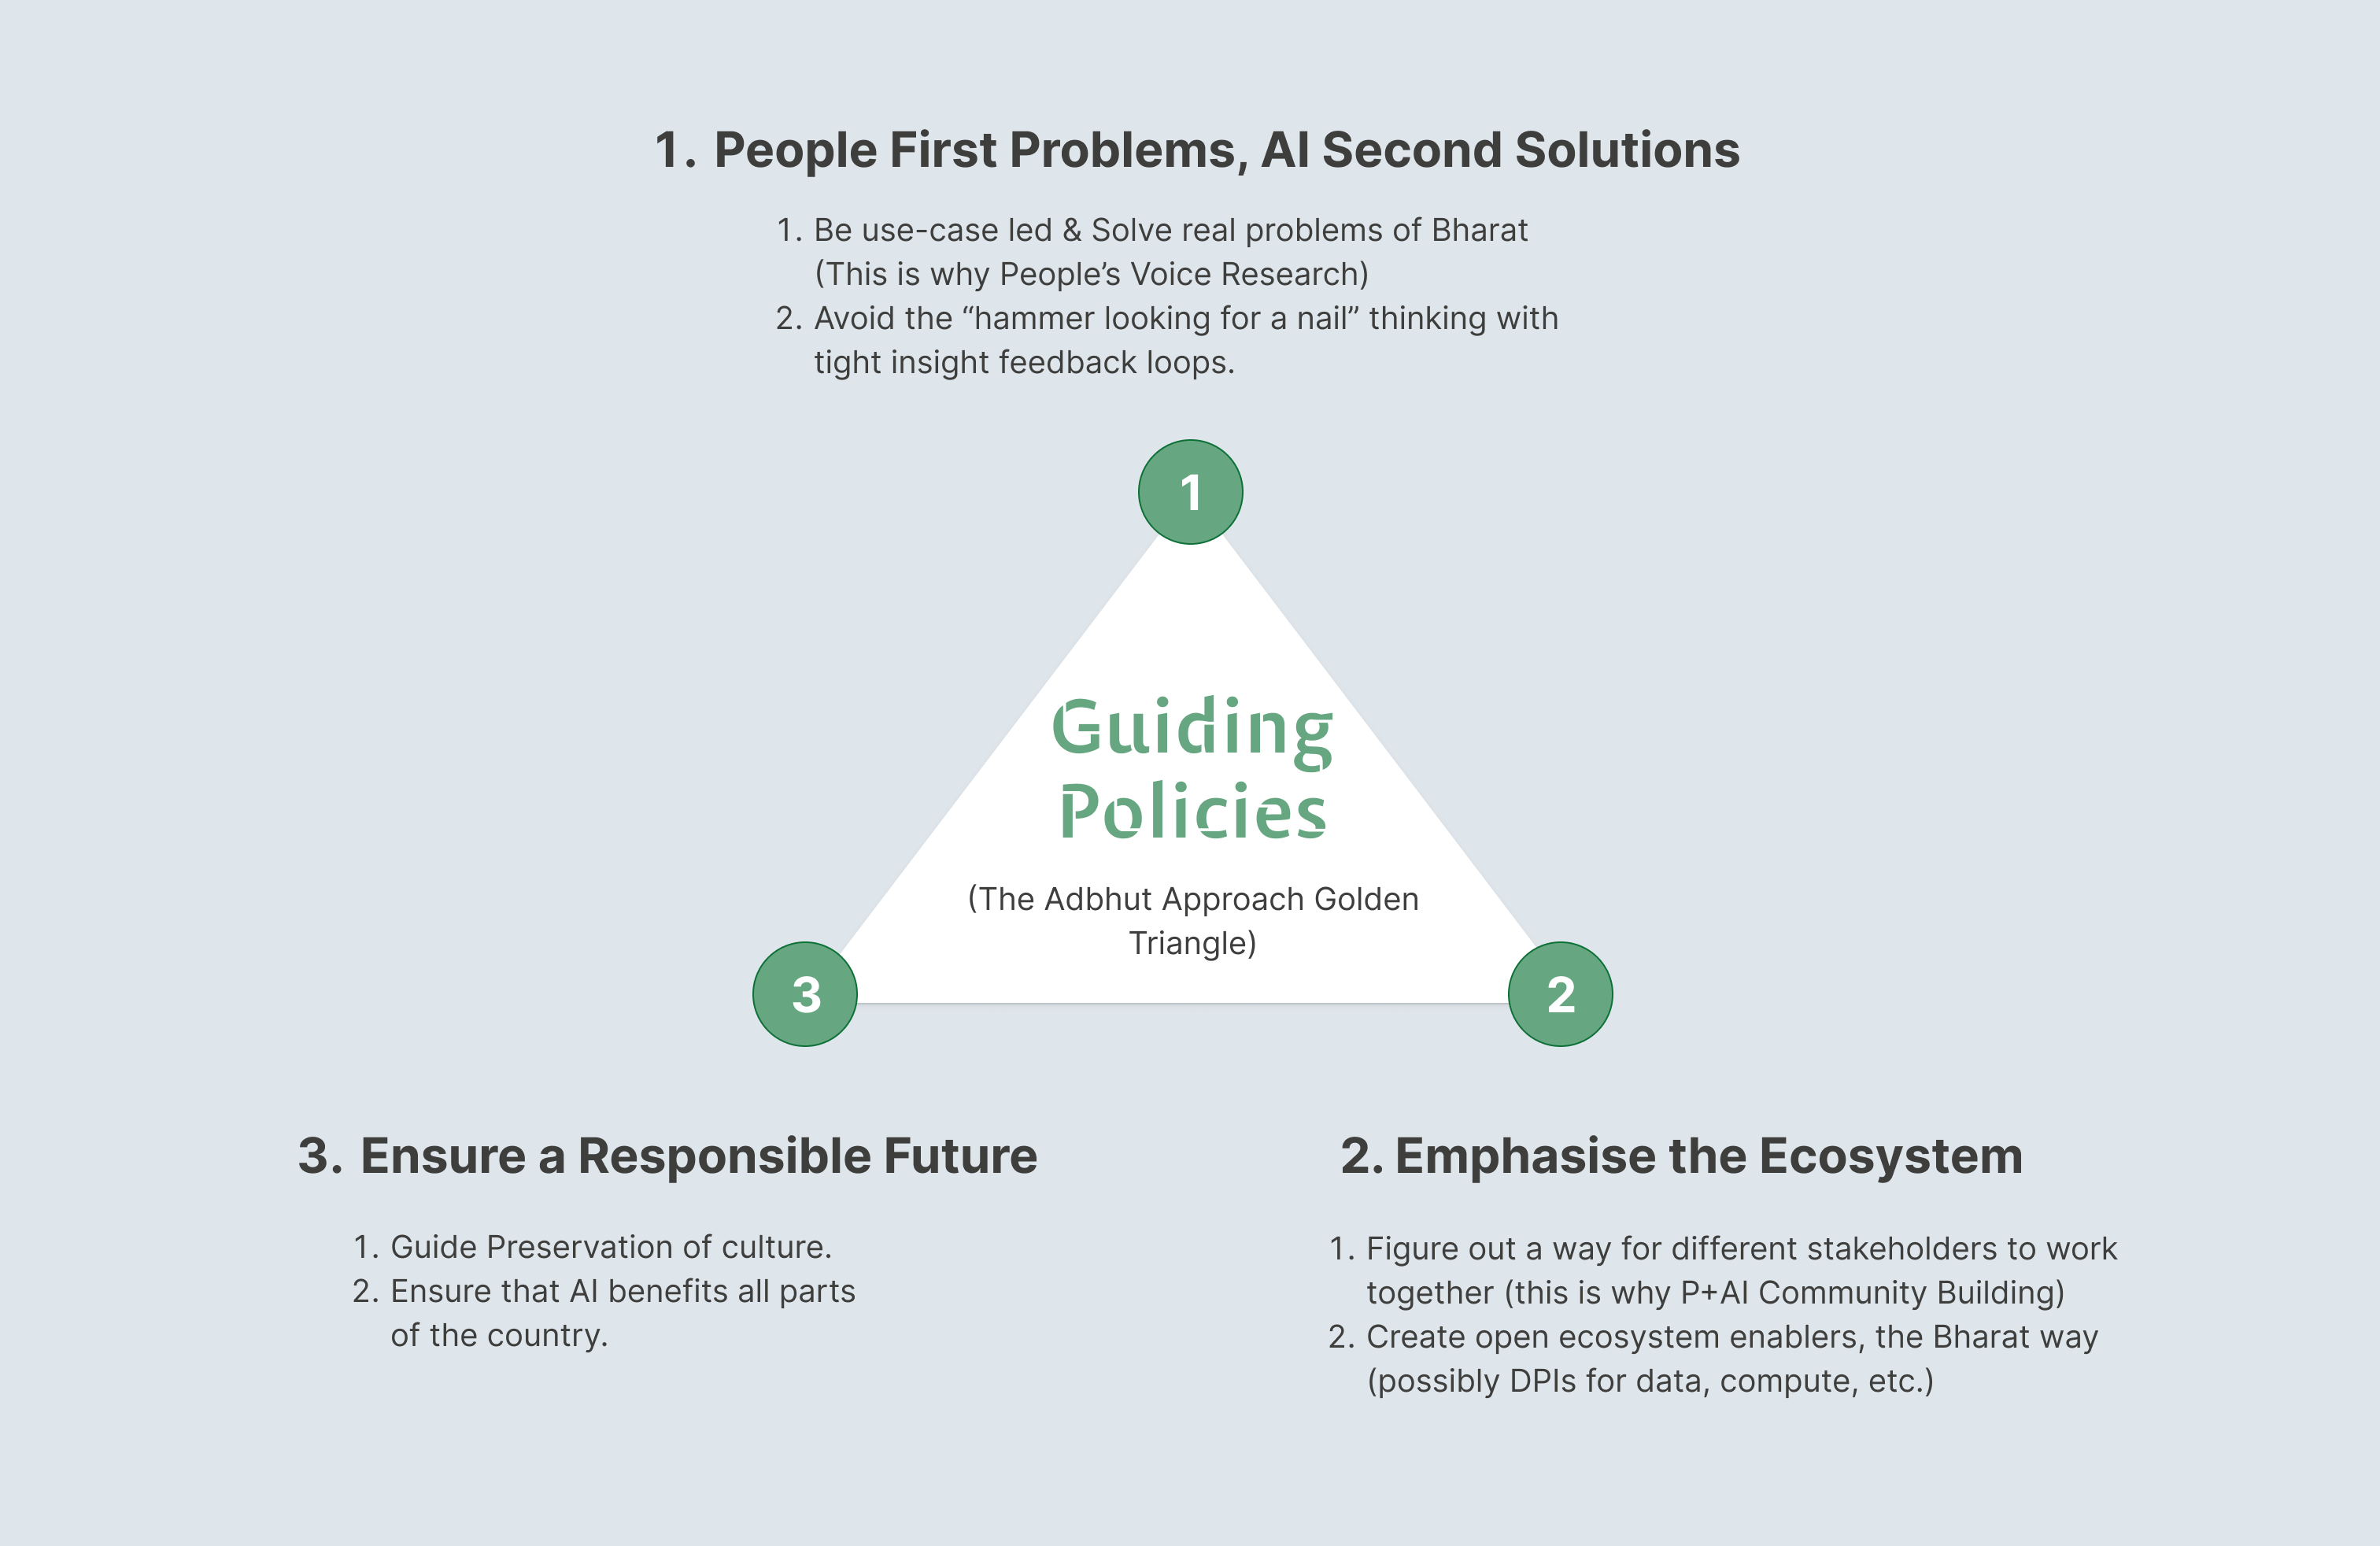 1. People First Problems, AI Second Solutions
1. Be use-case led & Solve real problems of Bharat
(This is why People’s Voice Research)
2. Avoid the “hammer looking for a nail” thinking with
tight insight feedback loops.
1
Guiding
Policies
(The Adbhut Approach Golden
Triangle)
3
2
3. Ensure a Responsible Future
1. Guide Preservation of culture.
2. Ensure that AI benefits all parts
of the country.
2. Emphasise the Ecosystem
1. Figure out a way for different stakeholders to work
together (this is why P+AI Community Building)
2. Create open ecosystem enablers, the Bharat way
(possibly DPIs for data, compute, etc.)